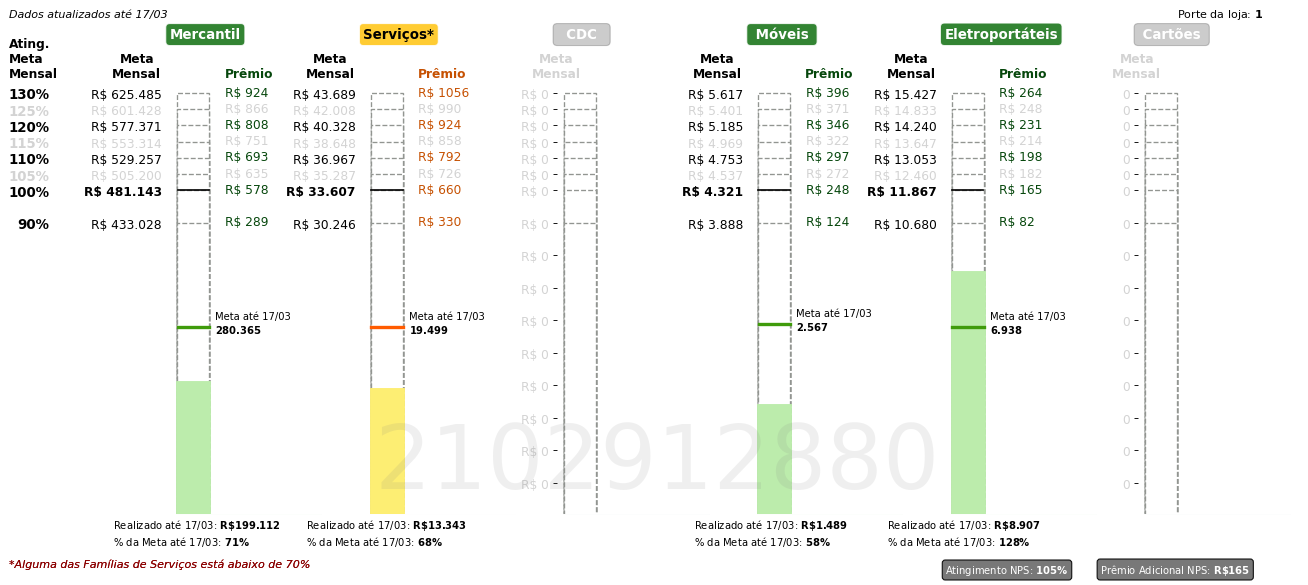 Dados atualizados até 17/03
Porte da loja: 1
Mercantil Serviços* CDC Móveis Eletroportáteis Cartões
Ating. Meta Mensal
Meta Mensal Prêmio Meta Mensal Prêmio Meta Mensal Meta Mensal Prêmio Meta Mensal Prêmio Meta Mensal
130% R$ 625.485 R$ 924 R$ 43.689 R$ 1056 R$ 0 R$ 5.617 R$ 396 R$ 15.427 R$ 264 0
125% R$ 601.428 R$ 866 R$ 42.008 R$ 990 R$ 0 R$ 5.401 R$ 371 R$ 14.833 R$ 248 0
120% R$ 577.371 R$ 808 R$ 40.328 R$ 924 R$ 0 R$ 5.185 R$ 346 R$ 14.240 R$ 231 0
115% R$ 553.314 R$ 751 R$ 38.648 R$ 858 R$ 0 R$ 4.969 R$ 322 R$ 13.647 R$ 214 0
110% R$ 529.257 R$ 693 R$ 36.967 R$ 792 R$ 0 R$ 4.753 R$ 297 R$ 13.053 R$ 198 0
105% R$ 505.200 R$ 635 R$ 35.287 R$ 726 R$ 0 R$ 4.537 R$ 272 R$ 12.460 R$ 182 0
100% R$ 481.143 R$ 578 R$ 33.607 R$ 660 R$ 0 R$ 4.321 R$ 248 R$ 11.867 R$ 165 0
90% R$ 433.028 R$ 289 R$ 30.246 R$ 330 R$ 0 R$ 3.888 R$ 124 R$ 10.680 R$ 82 0
R$ 0 0
R$ 0 0
R$ 0 0
Meta até 17/03 Meta até 17/03 Meta até 17/03 Meta até 17/03
280.365 19.499 2.567 6.938
R$ 0 0
R$ 0 0
R$ 0 0
R$ 0 0
R$ 0 0
2102912880
Realizado até 17/03: R$199.112 Realizado até 17/03: R$13.343 Realizado até 17/03: R$1.489 Realizado até 17/03: R$8.907
% da Meta até 17/03: 71% % da Meta até 17/03: 68% % da Meta até 17/03: 58% % da Meta até 17/03: 128%
*Alguma das Famílias de Serviços está abaixo de 70%
Atingimento NPS: 105% Prêmio Adicional NPS: R$165